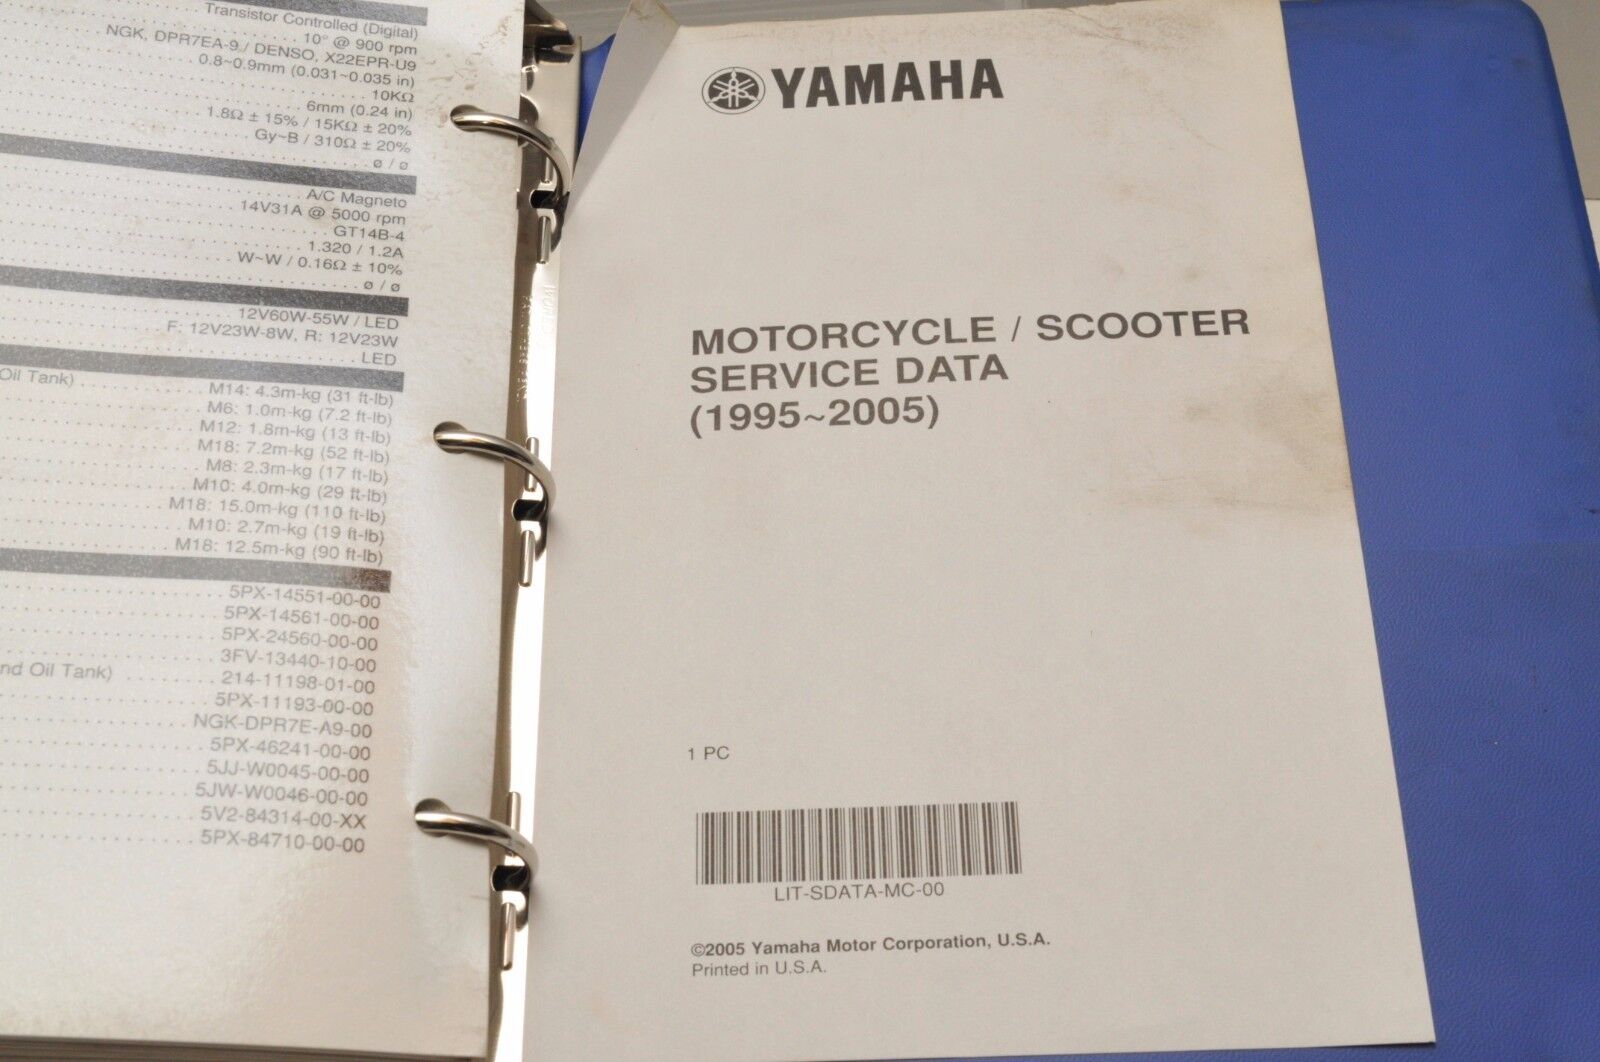 Transistor Controlled (Digital)
10° @ 900 rpm
NGK, DPR7EA-9 / DENSO, X22EPR-U9
0.8~0.9mm (0.031~0.035 in)
10KΩ
6mm (0.24 in)
1.8Ω ± 15% / 15KΩ ± 20%
Gy~B / 310Ω ± 20%
ø / ø
A/C Magneto
14V31A @ 5000 rpm
GT14B-4
1.320 / 1.2A
W~W / 0.16Ω ± 10%
ø / ø
12V60W-55W / LED
F: 12V23W-8W, R: 12V23W
LED
Oil Tank) M14: 4.3m-kg (31 ft-lb)
M6: 1.0m-kg (7.2 ft-lb)
M12: 1.8m-kg (13 ft-lb)
M18: 7.2m-kg (52 ft-lb)
M8: 2.3m-kg (17 ft-lb)
M10: 4.0m-kg (29 ft-lb)
M18: 15.0m-kg (110 ft-lb)
M10: 2.7m-kg (19 ft-lb)
M18: 12.5m-kg (90 ft-lb)
5PX-14551-00-00
5PX-14561-00-00
5PX-24560-00-00
3FV-13440-10-00
nd Oil Tank) 214-11198-01-00
5PX-11193-00-00
NGK-DPR7E-A9-00
5PX-46241-00-00
5JJ-W0045-00-00
5JW-W0046-00-00
5V2-84314-00-XX
5PX-84710-00-00
YAMAHA
MOTORCYCLE / SCOOTER
SERVICE DATA
(1995~2005)
1 PC
LIT-SDATA-MC-00
©2005 Yamaha Motor Corporation, U.S.A.
Printed in U.S.A.